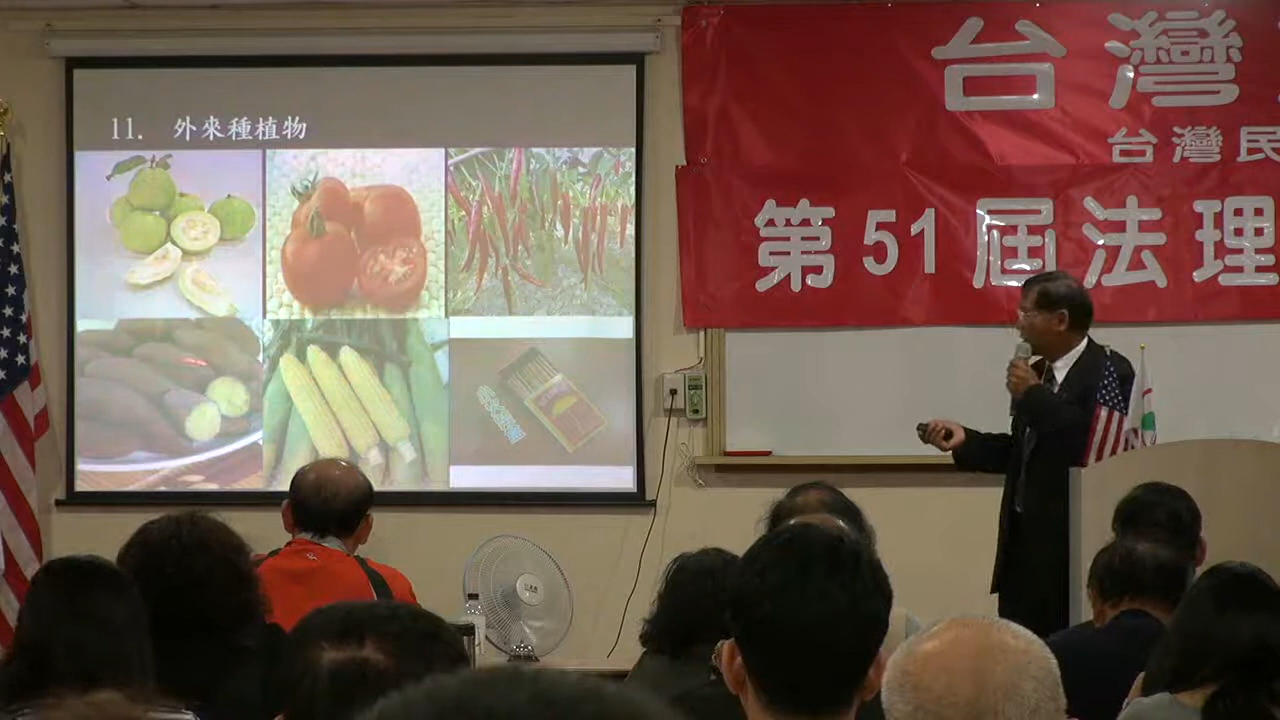 11. 外來種植物
台灣
台灣民
第51屆法理